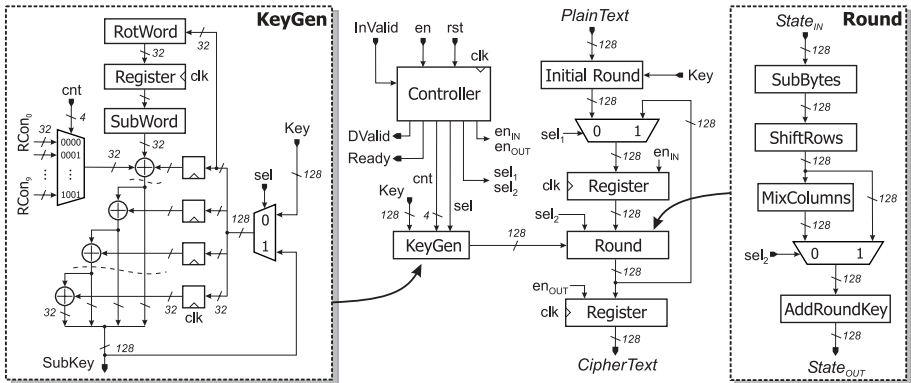 KeyGen
RotWord
32
32
Register
clk
cnt
4
SubWord
32
RCon0
RCon9
32
32
0000
0001
...
...
1001
32
32
32
32
32
32
Key
128
sel
0
1
128
clk
32
128
SubKey
InValid
en
rst
clk
Controller
DValid
Ready
enIN
enOUT
sel1
sel2
cnt
sel
Key
128
4
KeyGen
128
PlainText
128
Initial Round
Key
128
sel1
0 1
128
128
enIN
clk
Register
sel2
128
Round
128
enOUT
clk
Register
128
CipherText
Round
StateIN
128
SubBytes
128
ShiftRows
128
MixColumns
128
128
sel2
0 1
128
AddRoundKey
128
StateOUT